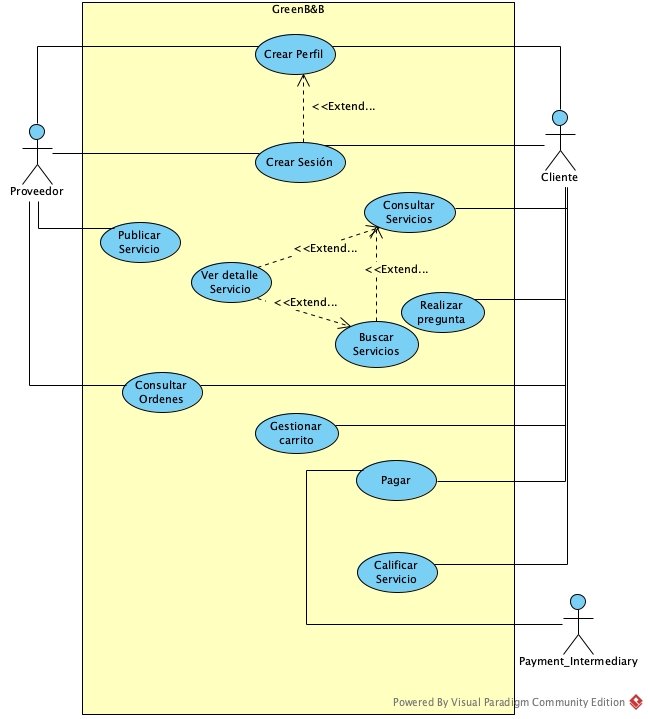 GreenB&B
Crear Perfil
<<Extend...
Crear Sesión
Proveedor
Cliente
Consultar
Servicios
Publicar
Servicio
<<Extend...
Ver detalle
Servicio
<<Extend...
<<Extend...
Realizar
pregunta
Buscar
Servicios
Consultar
Ordenes
Gestionar
carrito
Pagar
Calificar
Servicio
Payment_Intermediary
Powered By Visual Paradigm Community Edition